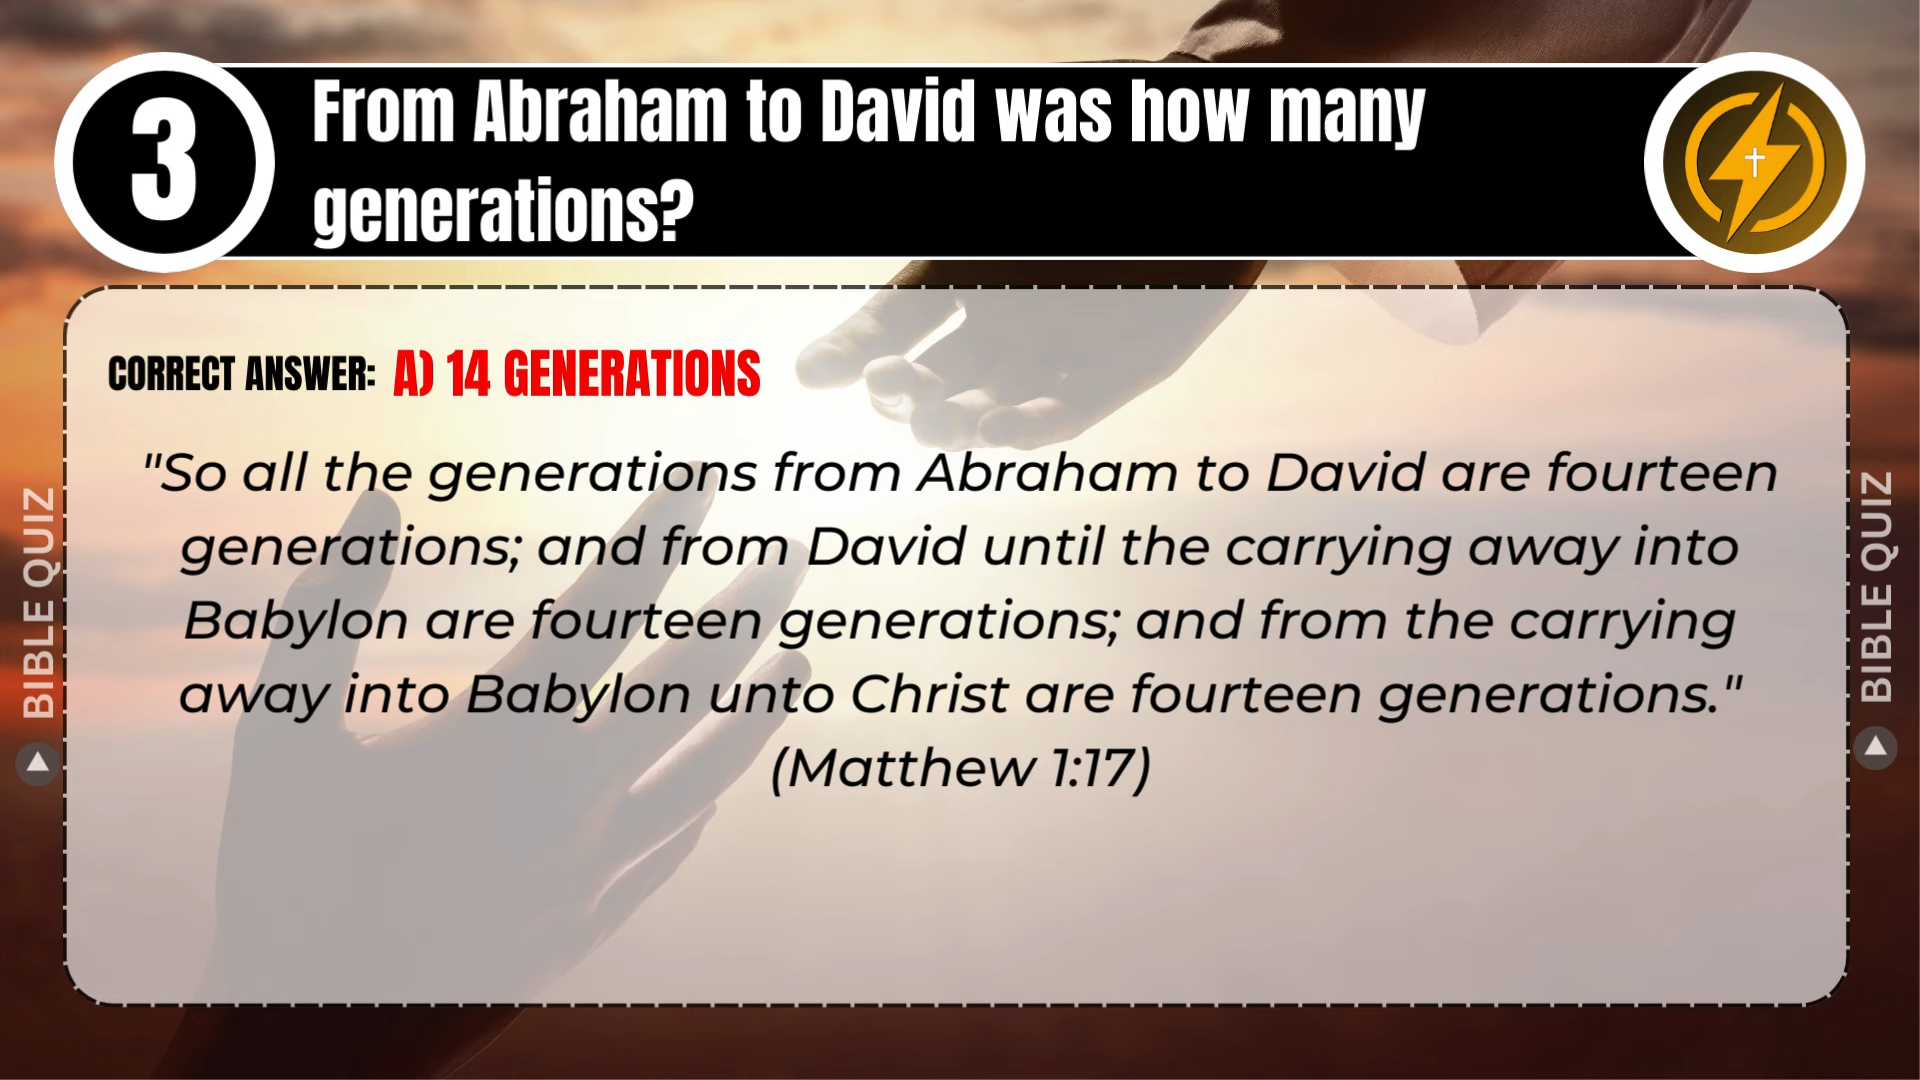 3
From Abraham to David was how many
generations?
CORRECT ANSWER: A) 14 GENERATIONS
"So all the generations from Abraham to David are fourteen
generations; and from David until the carrying away into
Babylon are fourteen generations; and from the carrying
away into Babylon unto Christ are fourteen generations."
(Matthew 1:17)
BIBLE QUIZ
BIBLE QUIZ